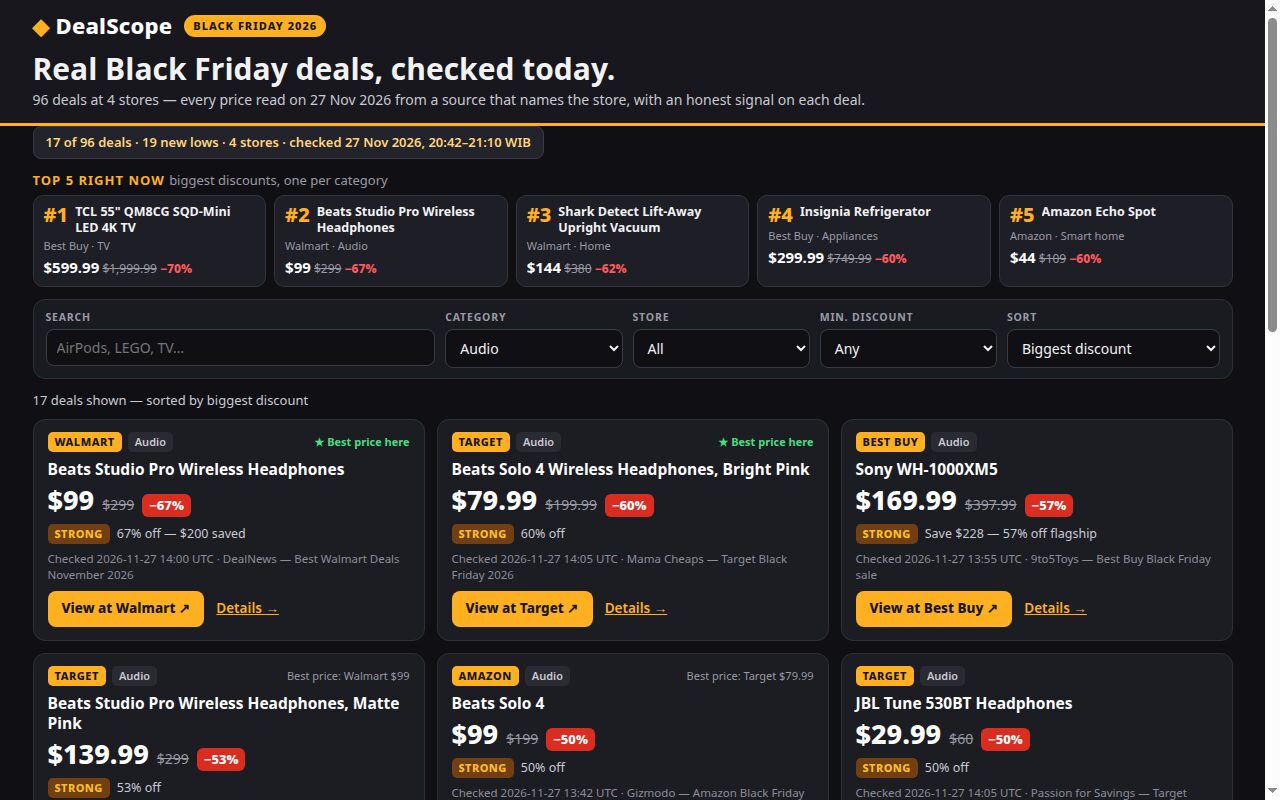 ◆ DealScope BLACK FRIDAY 2026
Real Black Friday deals, checked today.
96 deals at 4 stores — every price read on 27 Nov 2026 from a source that names the store, with an honest signal on each deal.
17 of 96 deals · 19 new lows · 4 stores · checked 27 Nov 2026, 20:42–21:10 WIB
TOP 5 RIGHT NOW biggest discounts, one per category
#1 TCL 55" QM8CG SQD-Mini
LED 4K TV
Best Buy · TV
$599.99 $1,999.99 −70%
#2 Beats Studio Pro Wireless
Headphones
Walmart · Audio
$99 $299 −67%
#3 Shark Detect Lift-Away
Upright Vacuum
Walmart · Home
$144 $380 −62%
#4 Insignia Refrigerator
Best Buy · Appliances
$299.99 $749.99 −60%
#5 Amazon Echo Spot
Amazon · Smart home
$44 $109 −60%
SEARCH
AirPods, LEGO, TV...
CATEGORY
Audio
STORE
All
MIN. DISCOUNT
Any
SORT
Biggest discount
17 deals shown — sorted by biggest discount
WALMART Audio ★ Best price here
Beats Studio Pro Wireless Headphones
$99 $299 −67%
STRONG 67% off — $200 saved
Checked 2026-11-27 14:00 UTC · DealNews — Best Walmart Deals
November 2026
View at Walmart ↗ Details →
TARGET Audio ★ Best price here
Beats Solo 4 Wireless Headphones, Bright Pink
$79.99 $199.99 −60%
STRONG 60% off
Checked 2026-11-27 14:05 UTC · Mama Cheaps — Target Black
Friday 2026
View at Target ↗ Details →
BEST BUY Audio
Sony WH-1000XM5
$169.99 $397.99 −57%
STRONG Save $228 — 57% off flagship
Checked 2026-11-27 13:55 UTC · 9to5Toys — Best Buy Black Friday
sale
View at Best Buy ↗ Details →
TARGET Audio Best price: Walmart $99
Beats Studio Pro Wireless Headphones, Matte
Pink
$139.99 $299 −53%
STRONG 53% off
AMAZON Audio Best price: Target $79.99
Beats Solo 4
$99 $199 −50%
STRONG 50% off
Checked 2026-11-27 13:42 UTC · Gizmodo — Amazon Black Friday
TARGET Audio
JBL Tune 530BT Headphones
$29.99 $60 −50%
STRONG 50% off
Checked 2026-11-27 14:05 UTC · Passion for Savings — Target